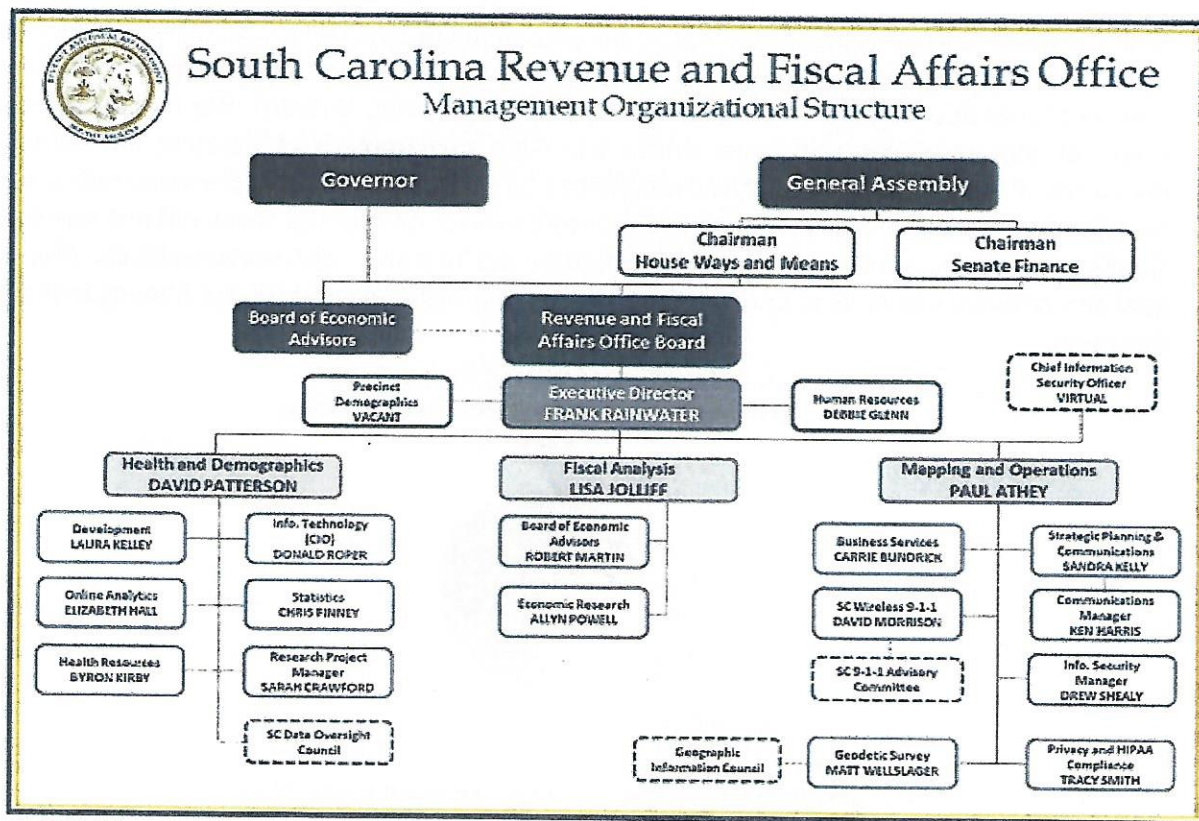 South Carolina Revenue and Fiscal Affairs Office
Management Organizational Structure
Governor
General Assembly
Chairman
House Ways and Means
Chairman
Senate Finance
Board of Economic
Advisors
Revenue and Fiscal
Affairs Office Board
Chief Information
Security Officer
VIRTUAL
Precinct
Demographics
VACANT
Executive Director
FRANK RAINWATER
Human Resources
DEBBIE GLENN
Health and Demographics
DAVID PATTERSON
Fiscal Analysis
LISA JOLLIFF
Mapping and Operations
PAUL ATHEY
Development
LAURA KELLEY
Info. Technology
(CIO)
DONALD ROPER
Board of Economic
Advisors
ROBERT MARTIN
Business Services
CARRIE BUNDRICK
Strategic Planning &
Communications
SANDRA KELLY
Online Analytics
ELIZABETH HALL
Statistics
CHRIS FINNEY
Economic Research
ALLYN POWELL
SC Wireless 9-1-1
DAVID MORRISON
Communications
Manager
KEN HARRIS
Health Resources
BYRON KIRBY
Research Project
Manager
SARAH CRAWFORD
SC 9-1-1 Advisory
Committee
Info. Security
Manager
DREW SHEALY
SC Data Oversight
Council
Geographic
Information Council
Geodetic Survey
MATT WELLSLAGER
Privacy and HIPAA
Compliance
TRACY SMITH